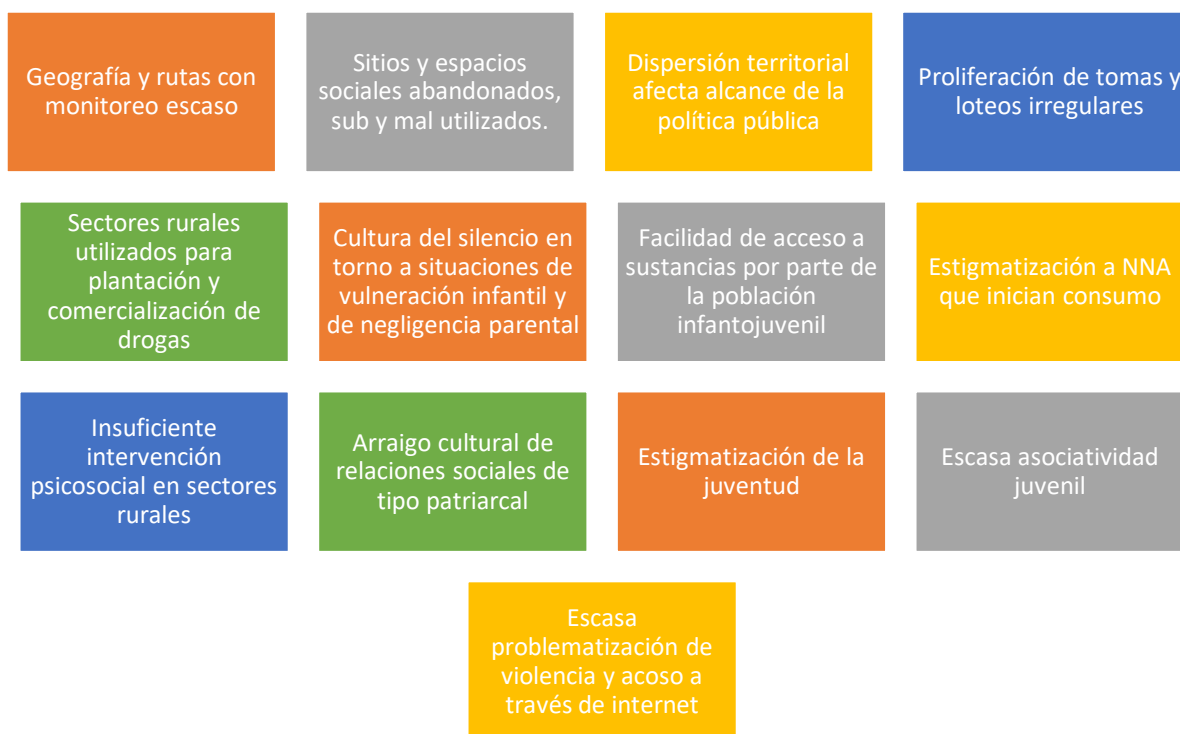 Geografía y rutas con
monitoreo escaso
Sitios y espacios
sociales abandonados,
sub y mal utilizados.
Dispersión territorial
afecta alcance de la
política pública
Proliferación de tomas y
loteos irregulares
Sectores rurales
utilizados para
plantación y
comercialización de
drogas
Cultura del silencio en
torno a situaciones de
vulneración infantil y
de negligencia parental
Facilidad de acceso a
sustancias por parte de
la población
infantojuvenil
Estigmatización a NNA
que inician consumo
Insuficiente
intervención
psicosocial en sectores
rurales
Arraigo cultural de
relaciones sociales de
tipo patriarcal
Estigmatización de la
juventud
Escasa asociatividad
juvenil
Escasa
problematización de
violencia y acoso a
través de internet